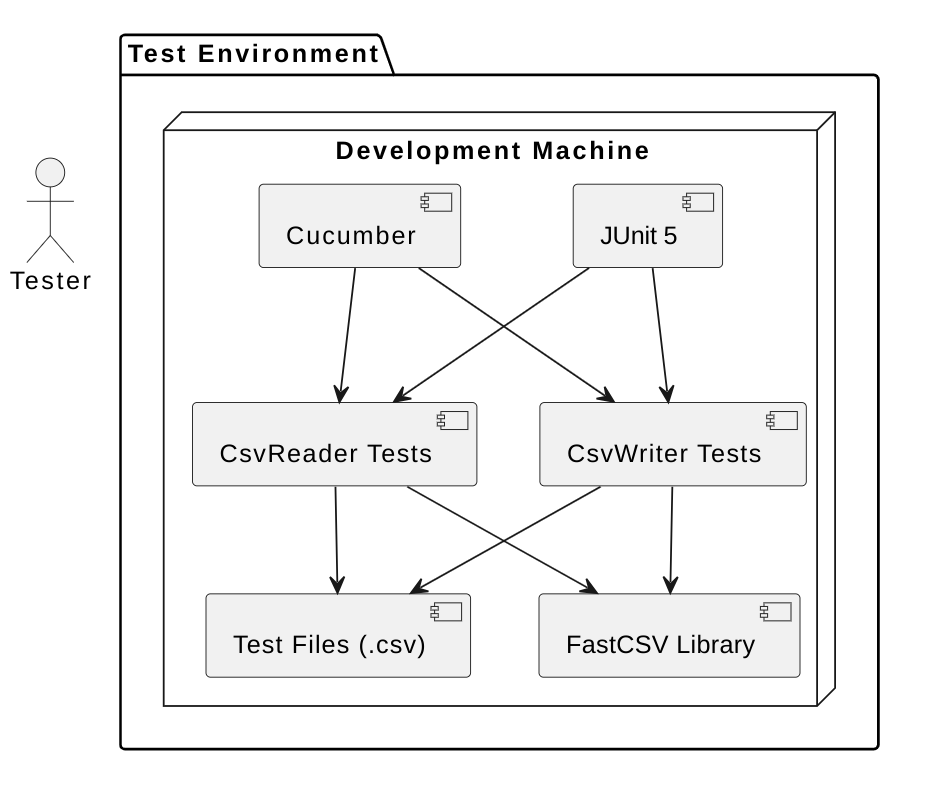 Test Environment
Development Machine
Cucumber
JUnit 5
Tester
CsvReader Tests
CsvWriter Tests
Test Files (.csv)
FastCSV Library